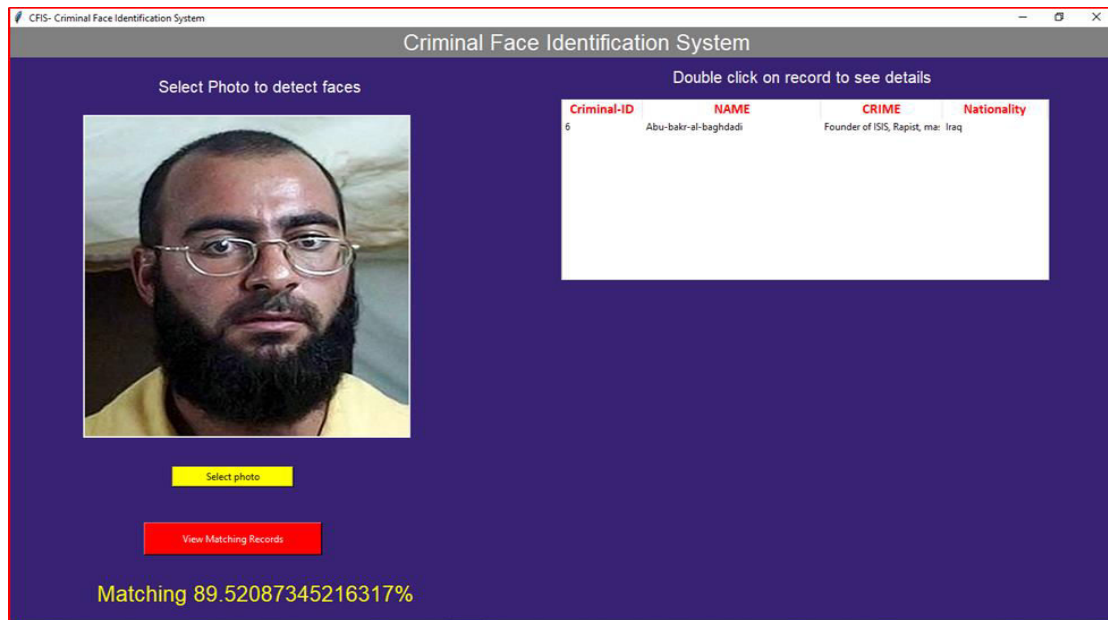 CFIS- Criminal Face Identification System
Criminal Face Identification System
Select Photo to detect faces
Double click on record to see details
Criminal-ID NAME CRIME Nationality
6 Abu-bakr-al-baghdadi Founder of ISIS, Rapist, mas Iraq
Select photo
View Matching Records
Matching 89.52087345216317%